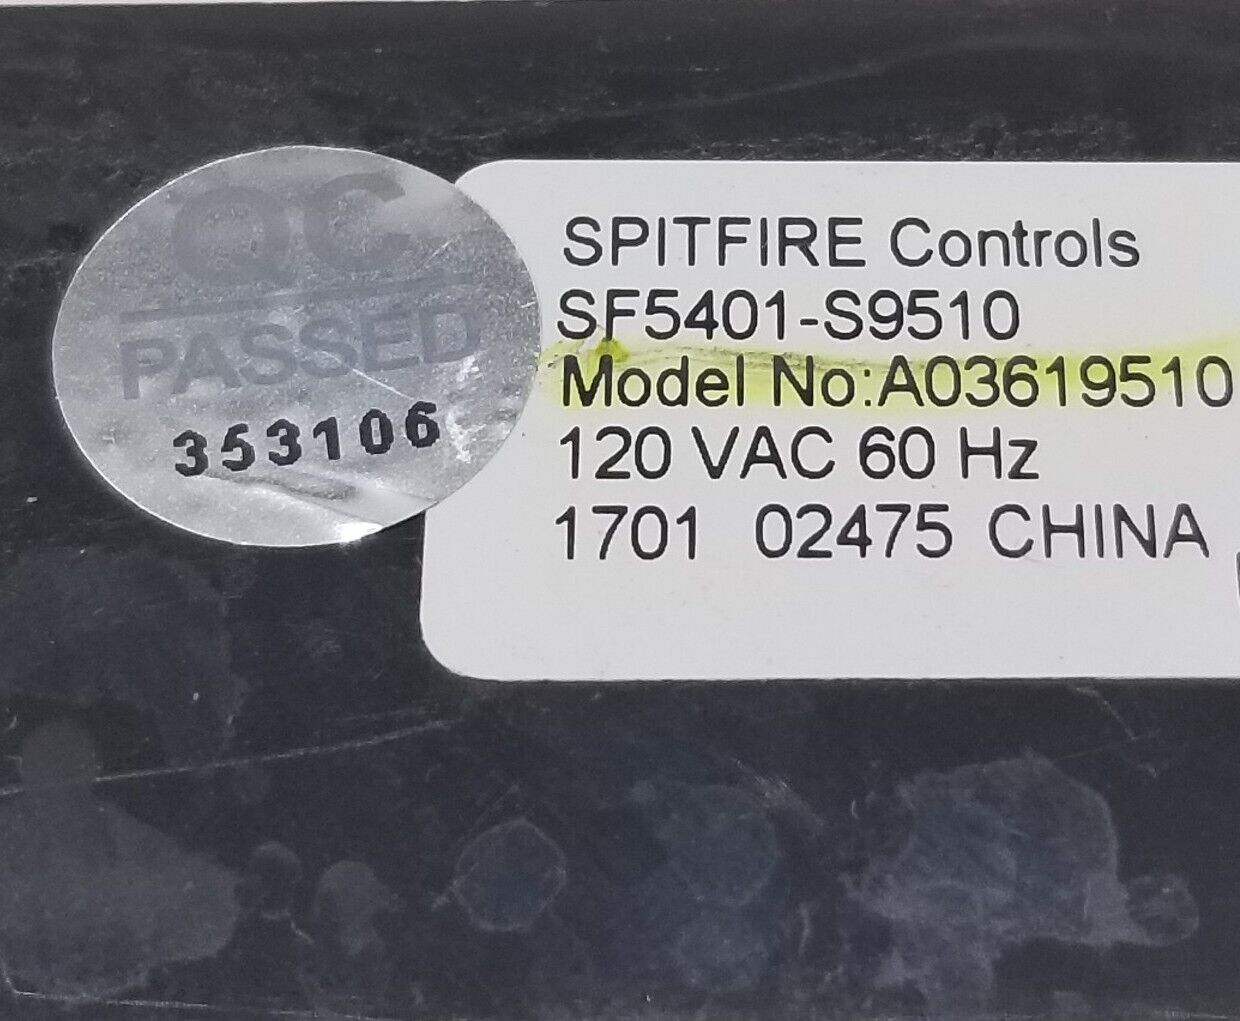 QC
PASSED
353106
SPITFIRE Controls
SF5401-S9510
Model No:A03619510
120 VAC 60 Hz
1701 02475 CHINA